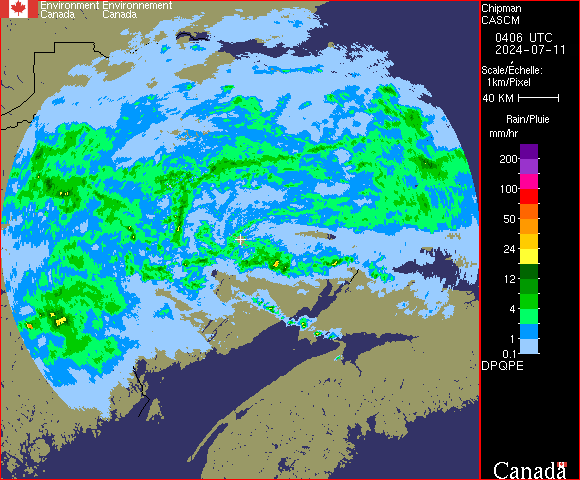 Environment Environnement
Canada Canada
Chipman
CASCM
0406 UTC
2024-07-11
Scale/Échelle:
1km/Pixel
40 KM
Rain/Pluie
mm/hr
200
100
50
24
12
4
1
0.1
DPQPE
Canada